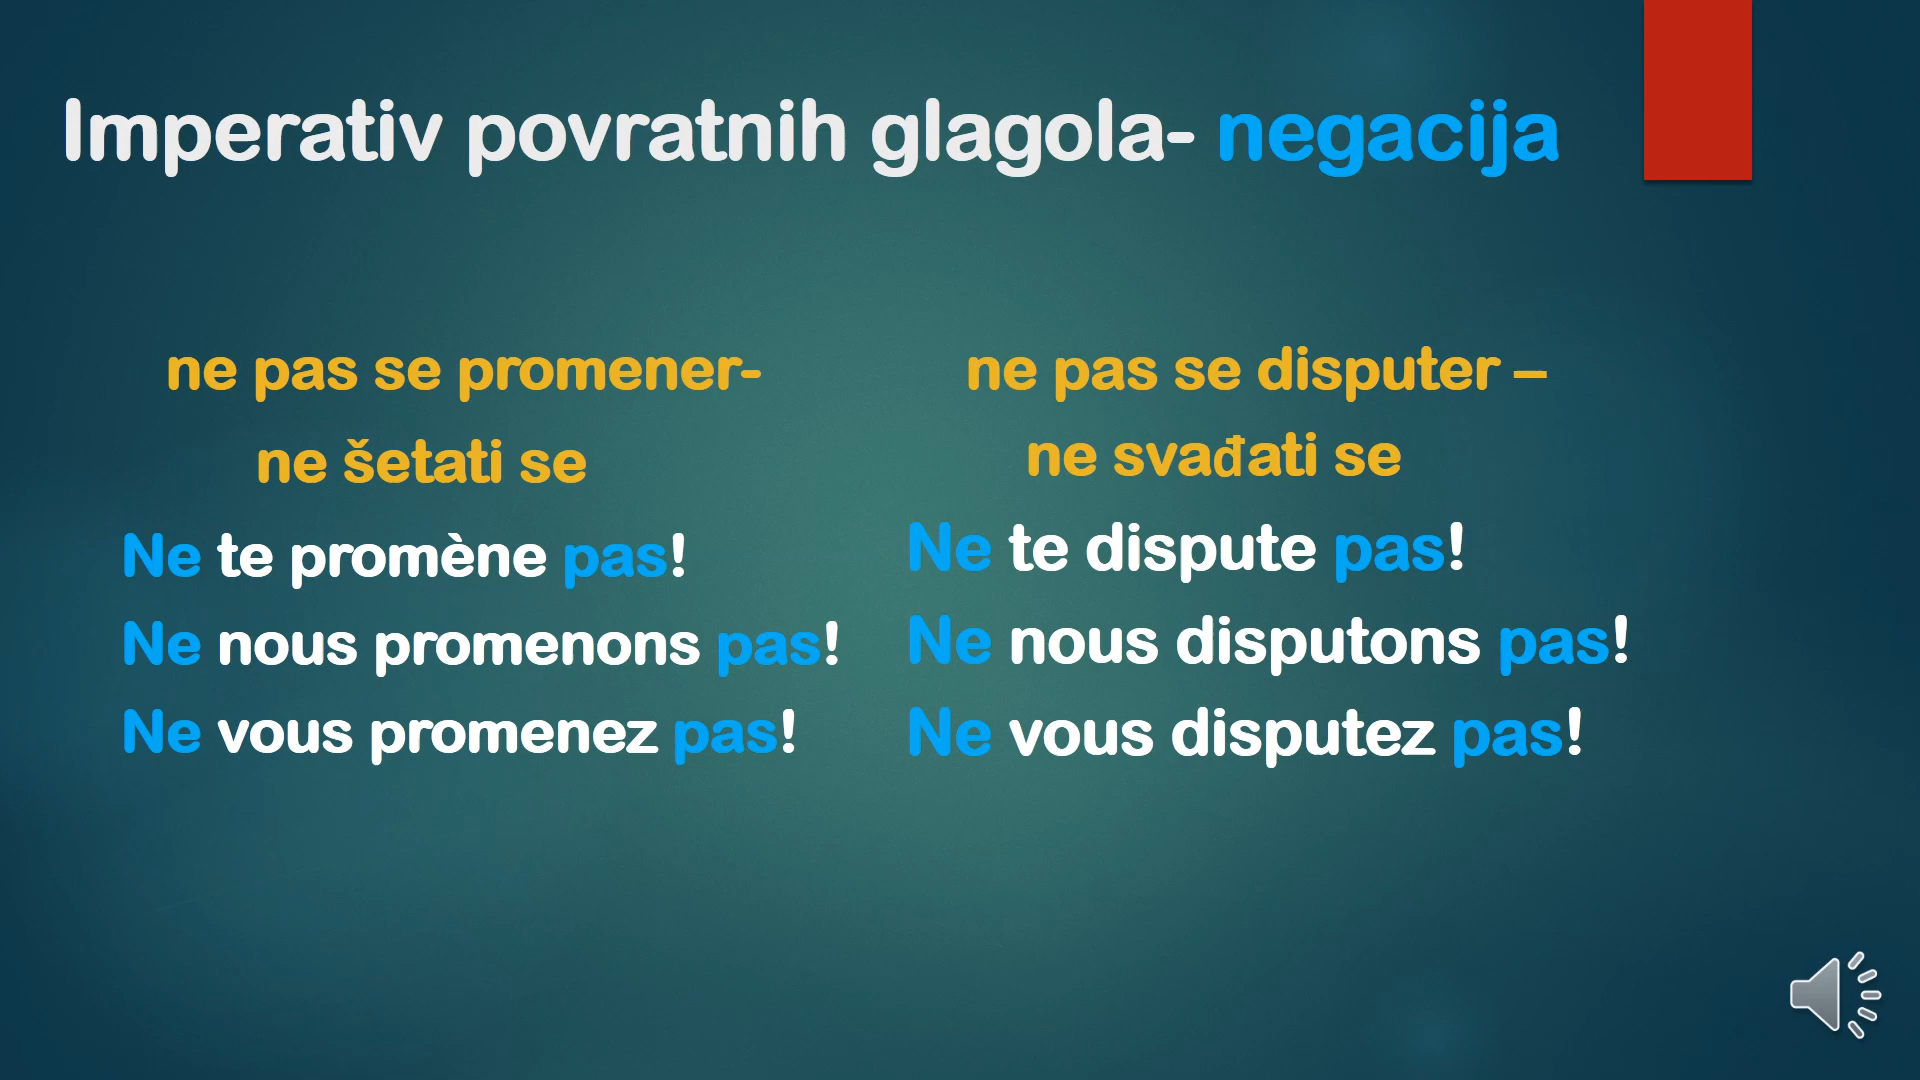 Imperativ povratnih glagola- negacija
ne pas se promener-
ne šetati se
Ne te promène pas!
Ne nous promenons pas!
Ne vous promenez pas!
ne pas se disputer –
ne svađati se
Ne te dispute pas!
Ne nous disputons pas!
Ne vous disputez pas!